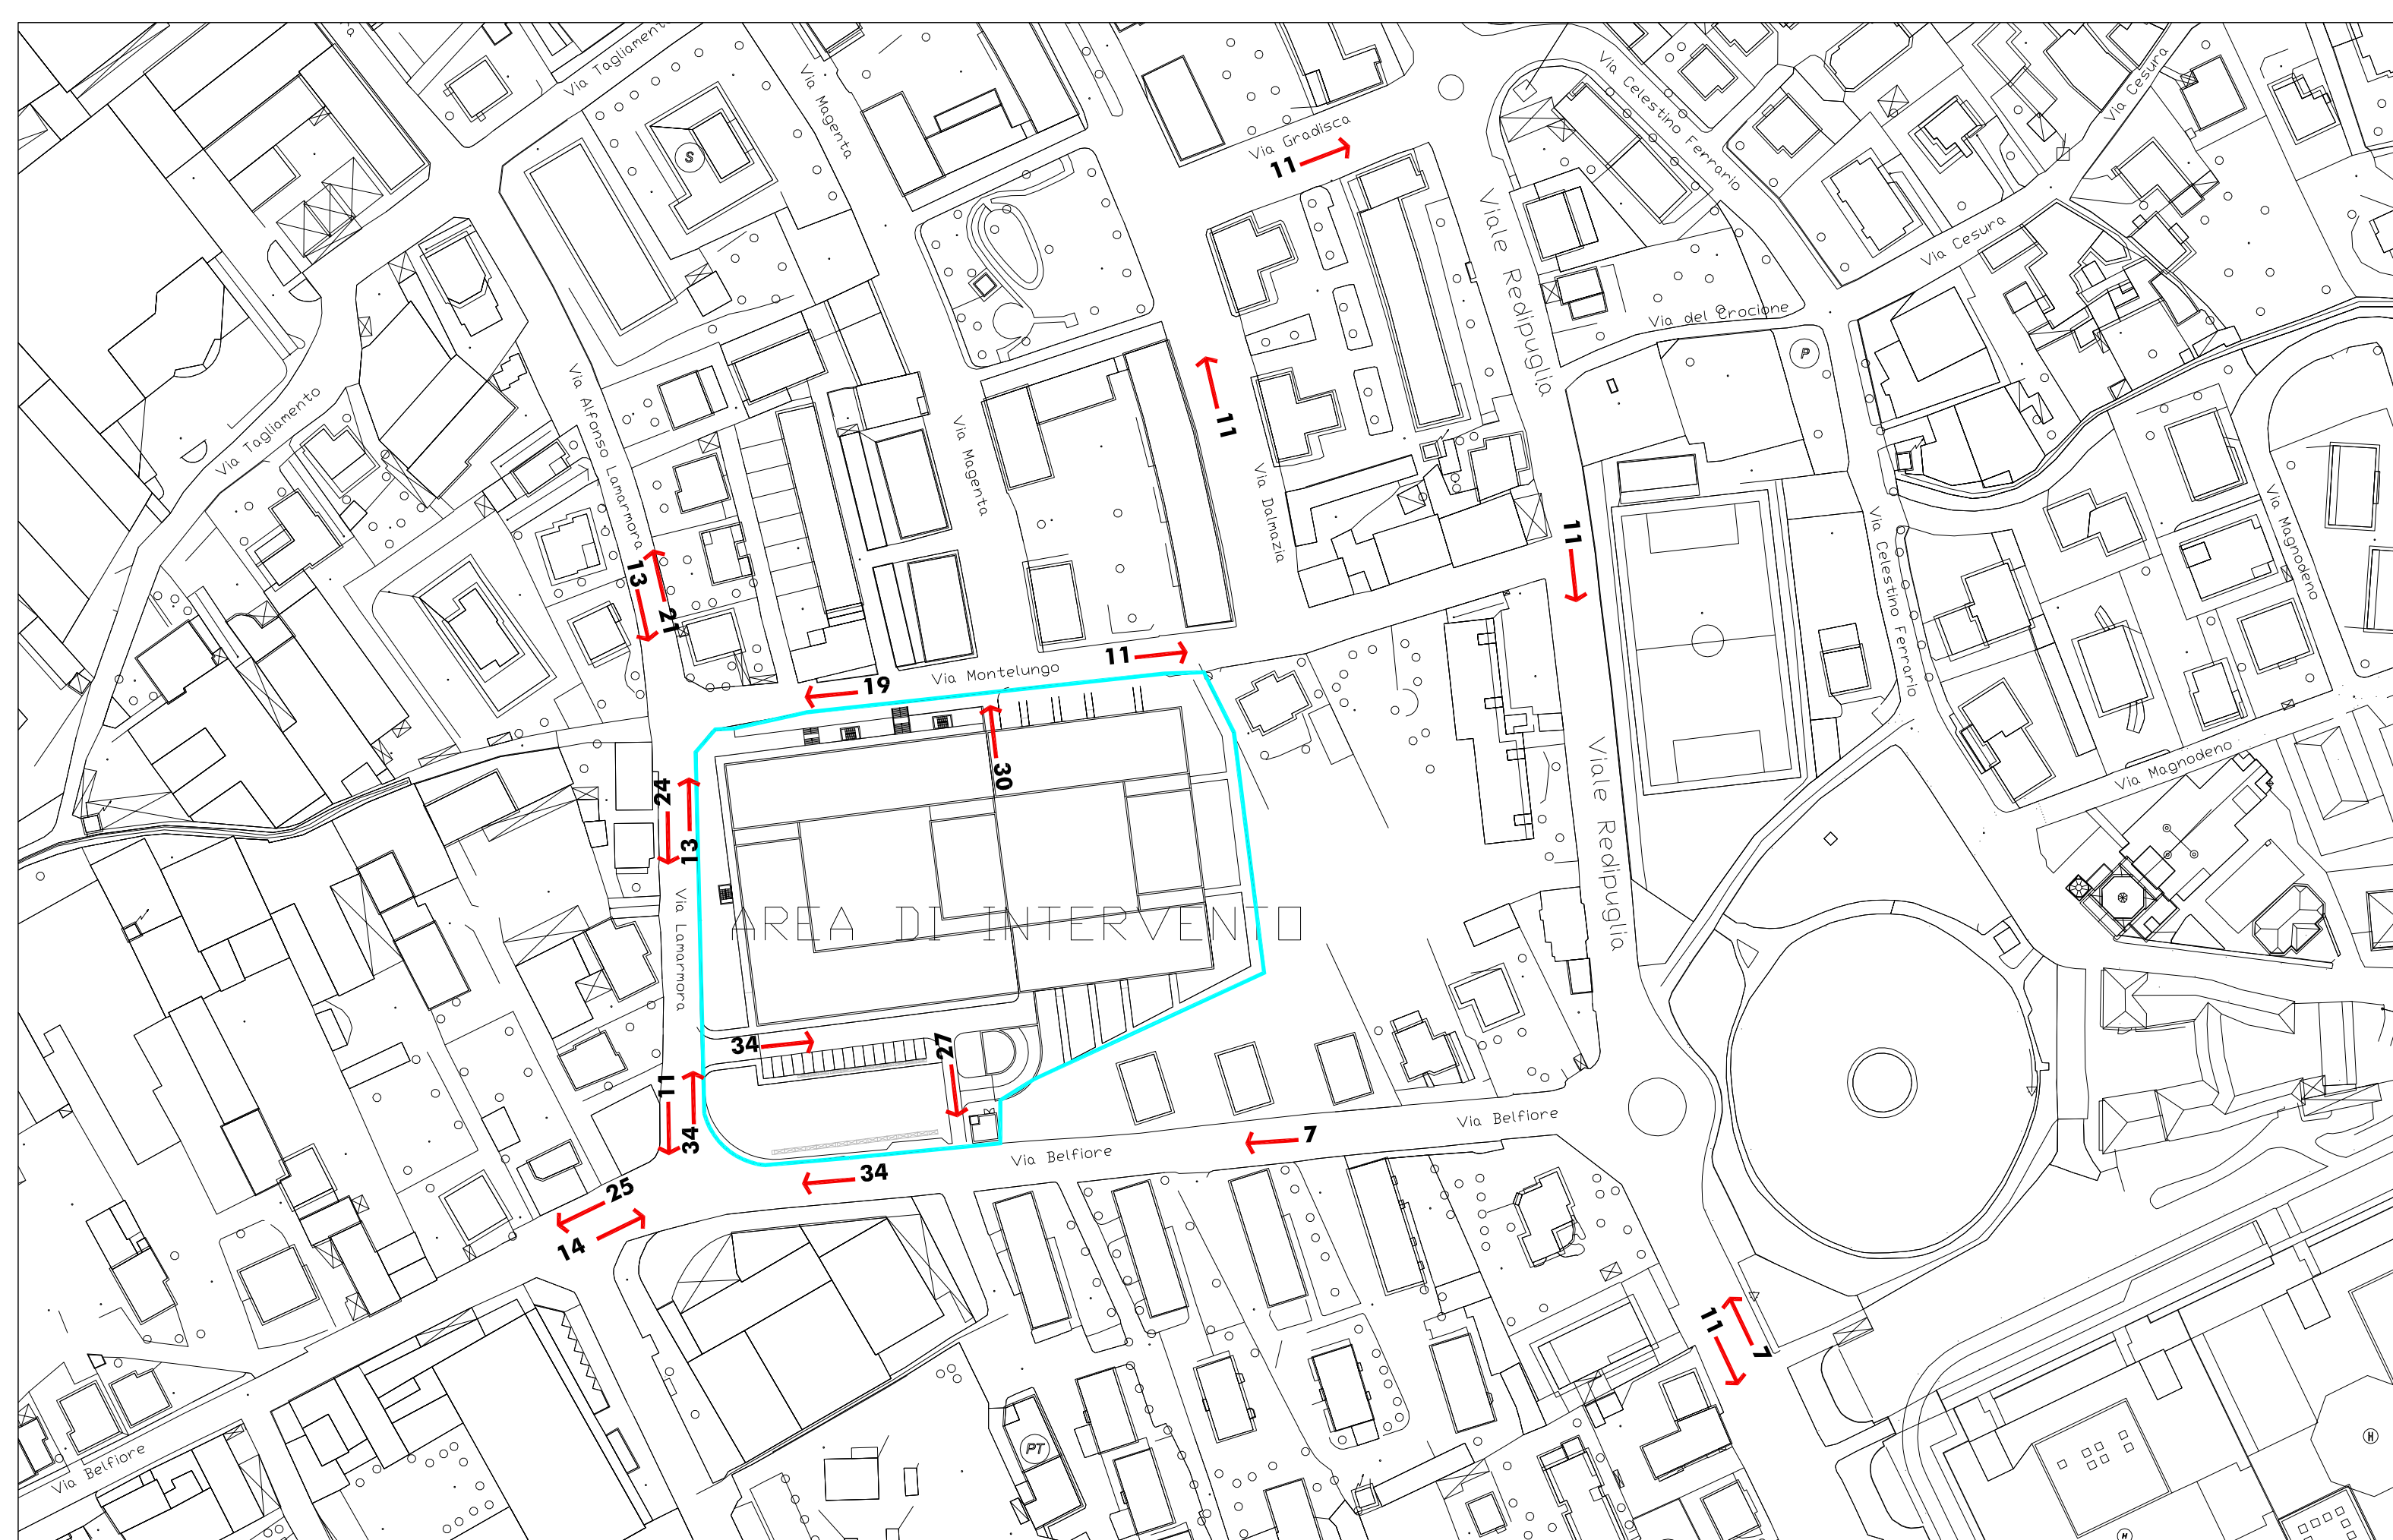 Via Tagliamento
Via Magenta
Via Celestino Ferrario
Via Cesura
Via Gradisca
11
S
Viale Redipuglia
Via Cesura
Via del Crocione
P
Via Tagliamento
Via Alfonso Lamarmora
Via Magenta
11
Via Dalmazia
11
Via Celestino Ferrario
Via Magnodeno
13
12
11
Via Montelungo
19
30
24
13
Viale Redipuglia
Via Magnodeno
Via Lamarmora
AREA DI INTERVENTO
34
27
11
34
7
Via Belfiore
Via Belfiore
34
25
14
11
7
PT
Via Belfiore
H
H